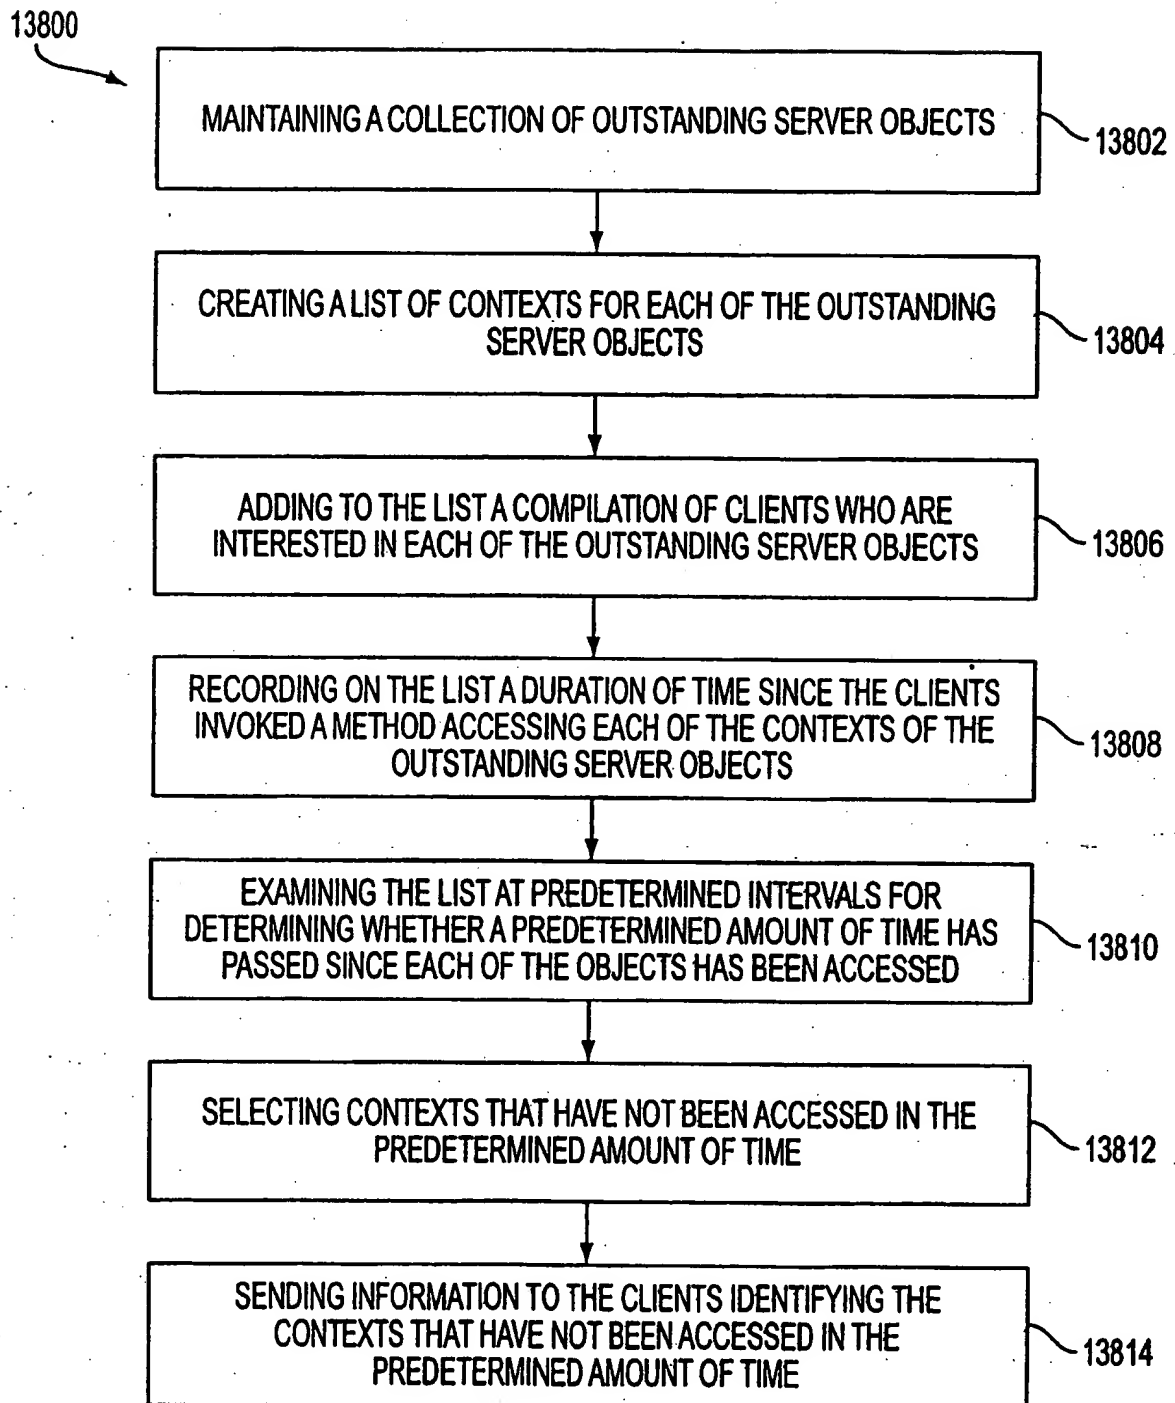 13800
MAINTAINING A COLLECTION OF OUTSTANDING SERVER OBJECTS
13802
CREATING A LIST OF CONTEXTS FOR EACH OF THE OUTSTANDING
SERVER OBJECTS
13804
ADDING TO THE LIST A COMPILATION OF CLIENTS WHO ARE
INTERESTED IN EACH OF THE OUTSTANDING SERVER OBJECTS
13806
RECORDING ON THE LIST A DURATION OF TIME SINCE THE CLIENTS
INVOKED A METHOD ACCESSING EACH OF THE CONTEXTS OF THE
OUTSTANDING SERVER OBJECTS
13808
EXAMINING THE LIST AT PREDETERMINED INTERVALS FOR
DETERMINING WHETHER A PREDETERMINED AMOUNT OF TIME HAS
PASSED SINCE EACH OF THE OBJECTS HAS BEEN ACCESSED
13810
SELECTING CONTEXTS THAT HAVE NOT BEEN ACCESSED IN THE
PREDETERMINED AMOUNT OF TIME
13812
SENDING INFORMATION TO THE CLIENTS IDENTIFYING THE
CONTEXTS THAT HAVE NOT BEEN ACCESSED IN THE
PREDETERMINED AMOUNT OF TIME
13814